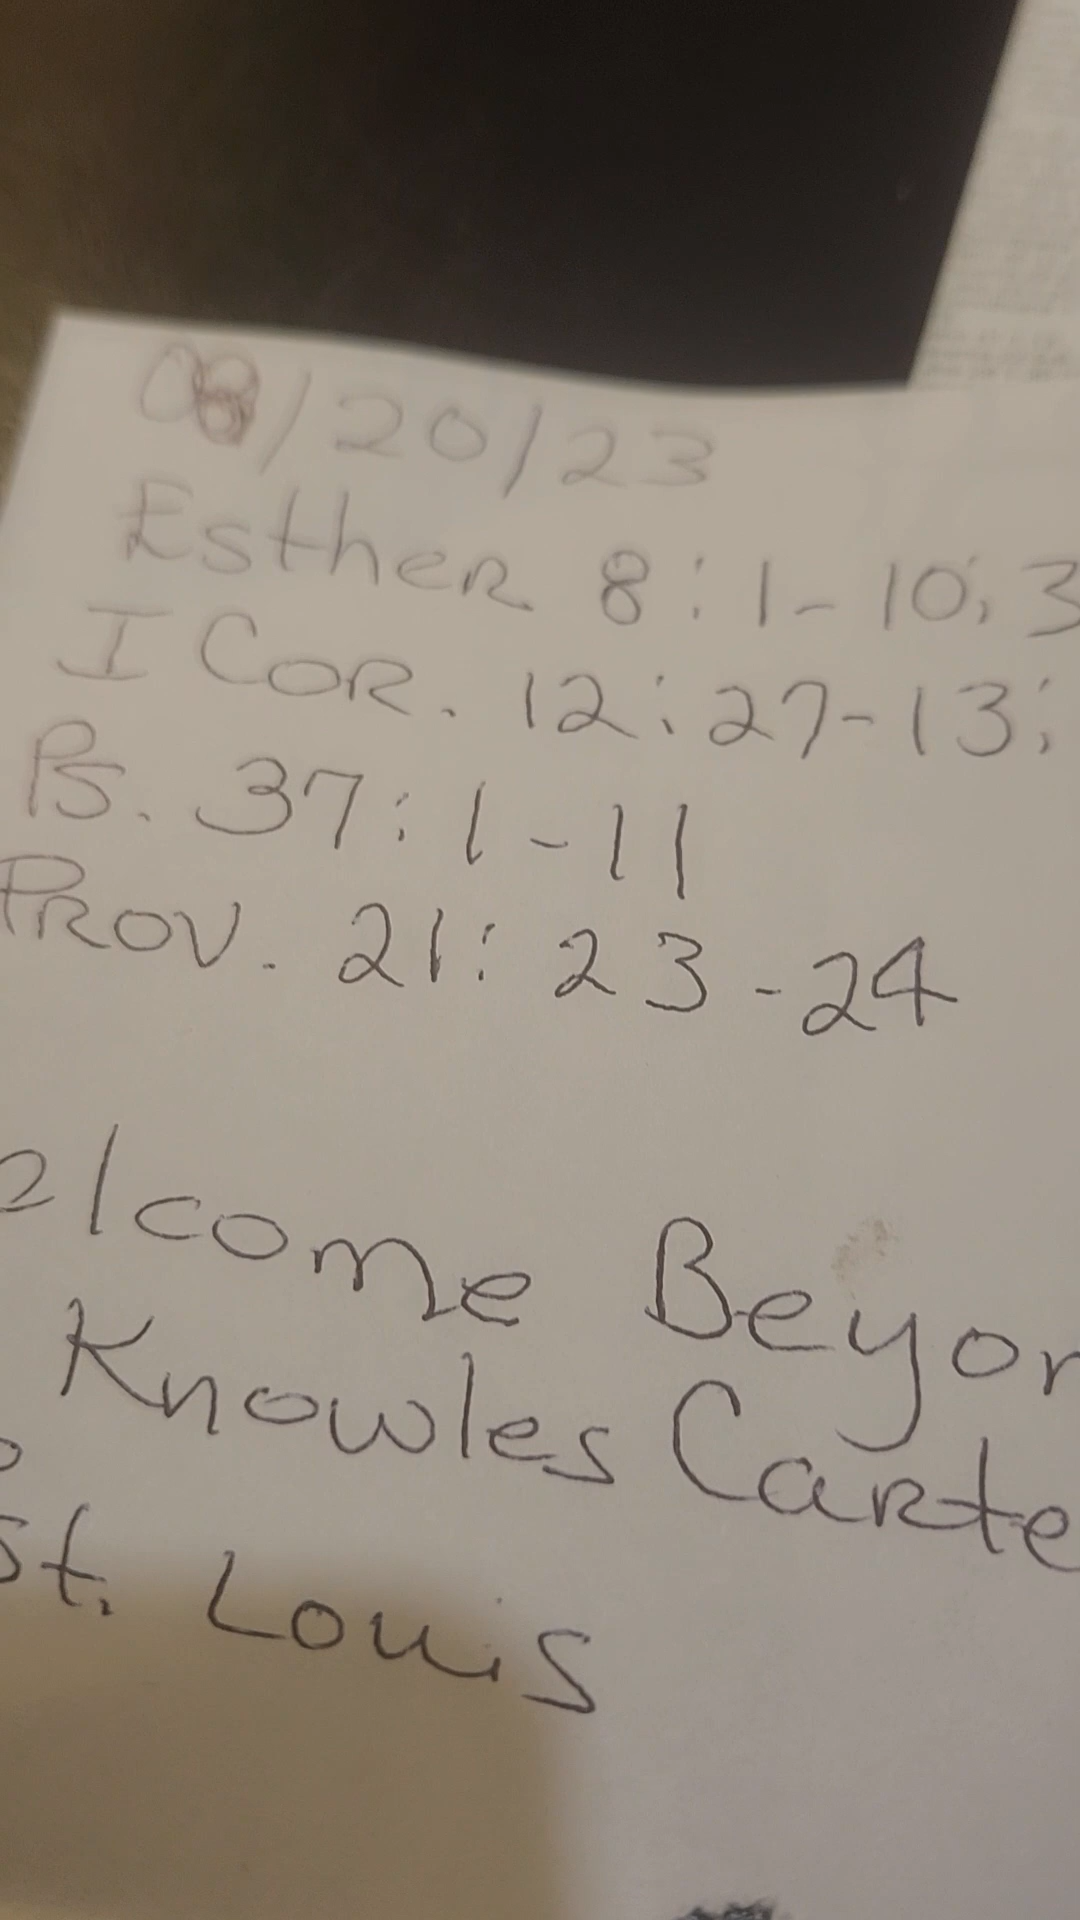 08/20/23
Esther 8:1-10;3
I COR. 12:27-13;
Ps. 37:1-11
PROV. 21:23-24
elcome Beyon
Knowles Carte
o
St. Louis